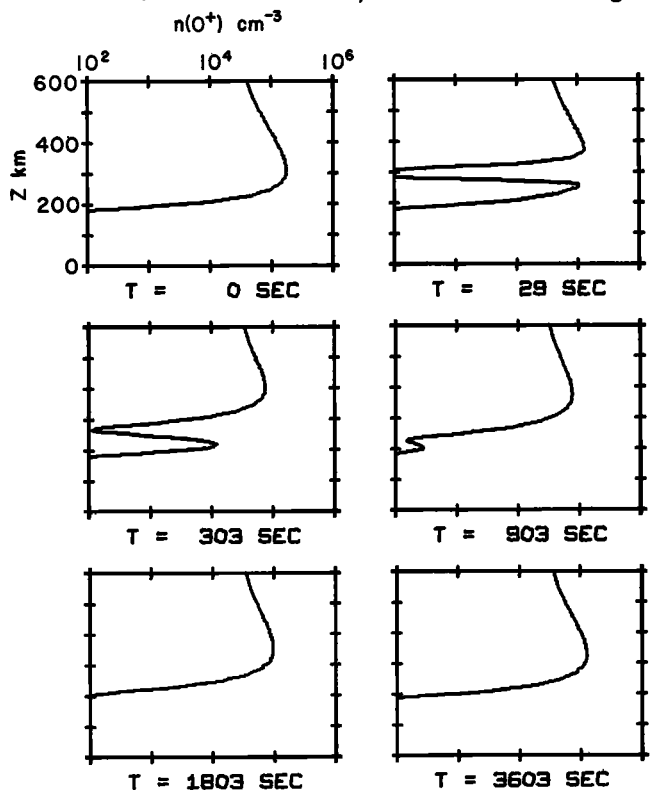 n(O⁺) cm⁻³
10² 10⁴ 10⁶
600
400
200
0
Z km
T = 0 SEC
T = 29 SEC
T = 303 SEC
T = 903 SEC
T = 1803 SEC
T = 3603 SEC